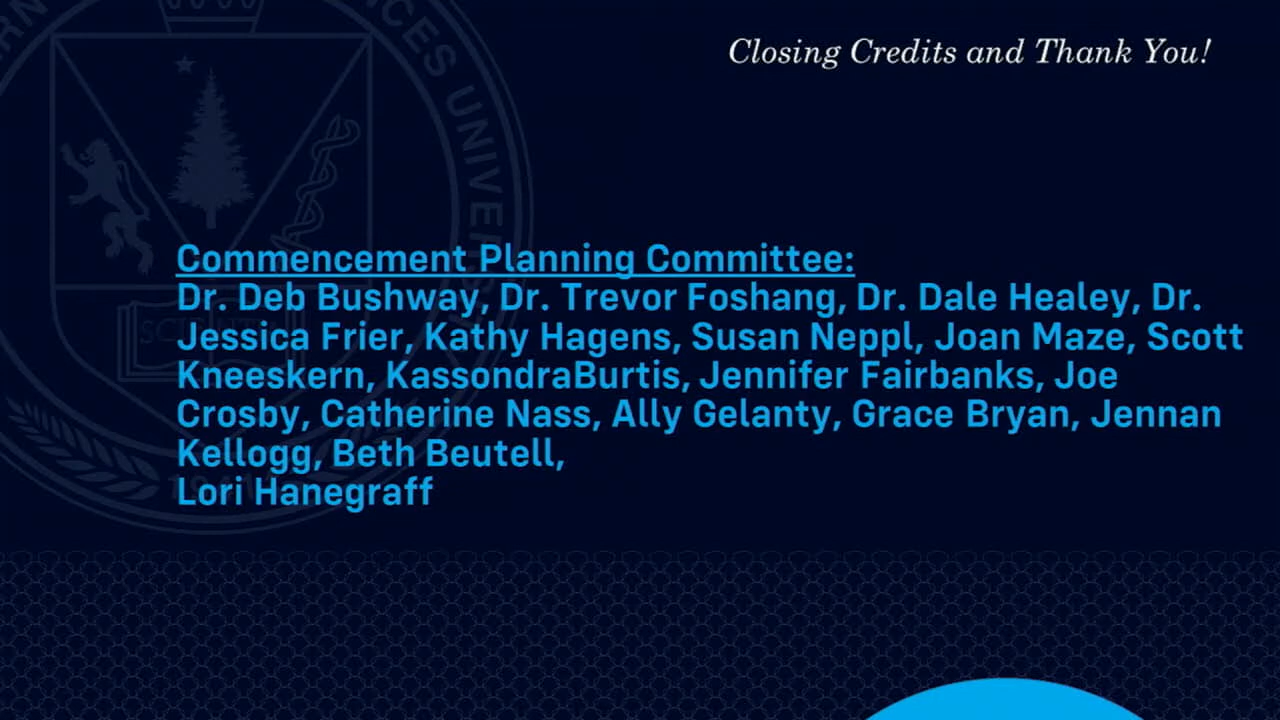 Closing Credits and Thank You!
Commencement Planning Committee:
Dr. Deb Bushway, Dr. Trevor Foshang, Dr. Dale Healey, Dr.
Jessica Frier, Kathy Hagens, Susan Neppl, Joan Maze, Scott
Kneeskern, KassondraBurtis, Jennifer Fairbanks, Joe
Crosby, Catherine Nass, Ally Gelanty, Grace Bryan, Jennan
Kellogg, Beth Beutell,
Lori Hanegraff